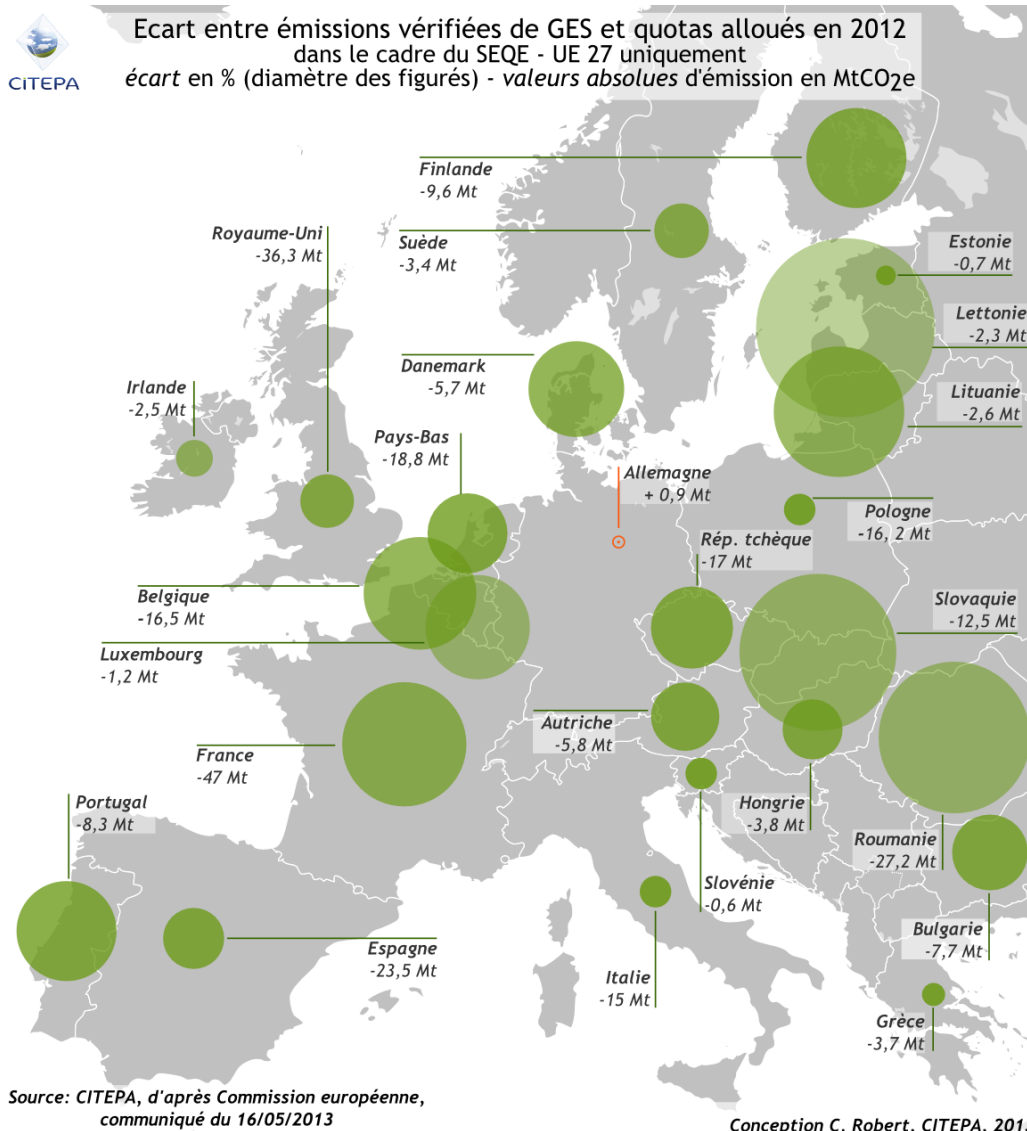 Ecart entre émissions vérifiées de GES et quotas alloués en 2012
dans le cadre du SEQE - UE 27 uniquement
écart en % (diamètre des figurés) - valeurs absolues d'émission en MtCO2e
CITEPA
Finlande
-9,6 Mt
Royaume-Uni
-36,3 Mt
Suède
-3,4 Mt
Estonie
-0,7 Mt
Lettonie
-2,3 Mt
Danemark
-5,7 Mt
Irlande
-2,5 Mt
Lituanie
-2,6 Mt
Pays-Bas
-18,8 Mt
Allemagne
+ 0,9 Mt
Pologne
-16, 2 Mt
Rép. tchèque
-17 Mt
Belgique
-16,5 Mt
Slovaquie
-12,5 Mt
Luxembourg
-1,2 Mt
Autriche
-5,8 Mt
France
-47 Mt
Portugal
-8,3 Mt
Hongrie
-3,8 Mt
Roumanie
-27,2 Mt
Slovénie
-0,6 Mt
Espagne
-23,5 Mt
Bulgarie
-7,7 Mt
Italie
-15 Mt
Grèce
-3,7 Mt
Source: CITEPA, d'après Commission européenne,
communiqué du 16/05/2013
Conception C. Robert, CITEPA, 201